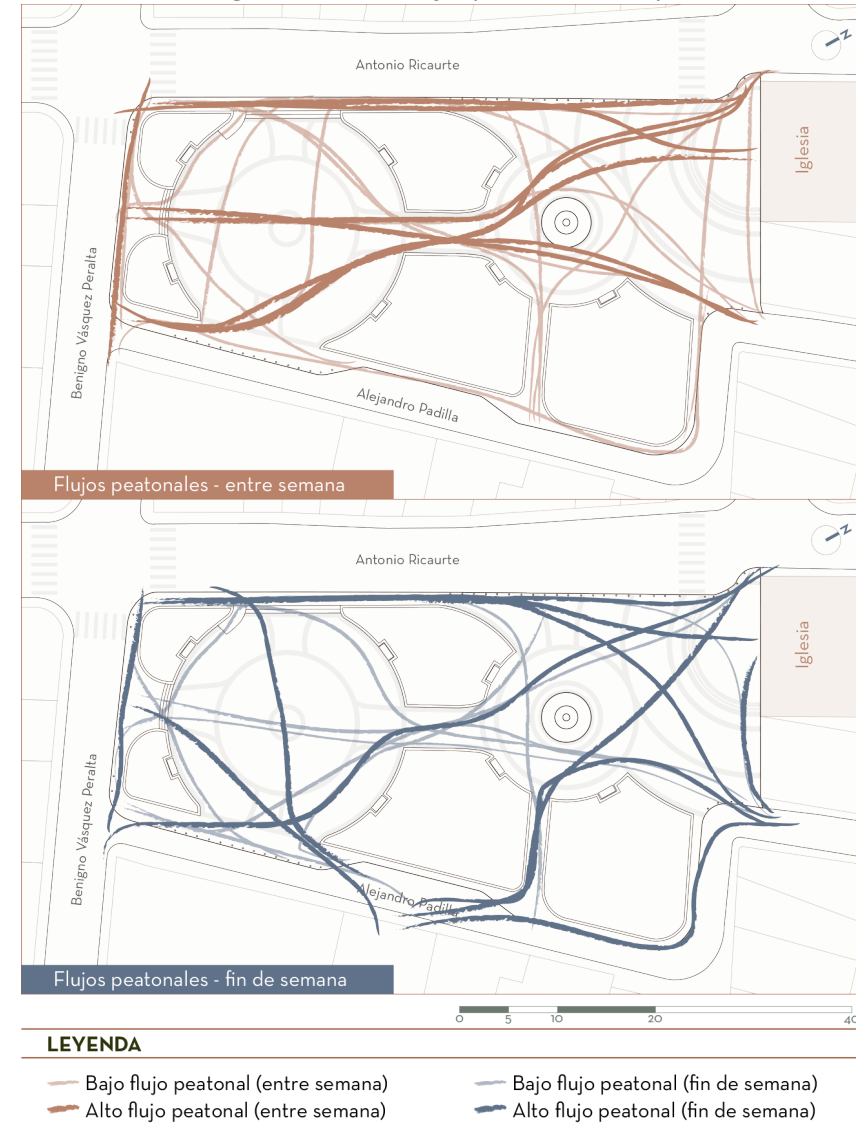 N
Antonio Ricaurte
Iglesia
Benigno Vásquez Peralta
Alejandro Padilla
Flujos peatonales - entre semana
N
Antonio Ricaurte
Iglesia
Benigno Vásquez Peralta
Alejandro Padilla
Flujos peatonales - fin de semana
0 5 10 20 40
LEYENDA
Bajo flujo peatonal (entre semana)
Bajo flujo peatonal (fin de semana)
Alto flujo peatonal (entre semana)
Alto flujo peatonal (fin de semana)